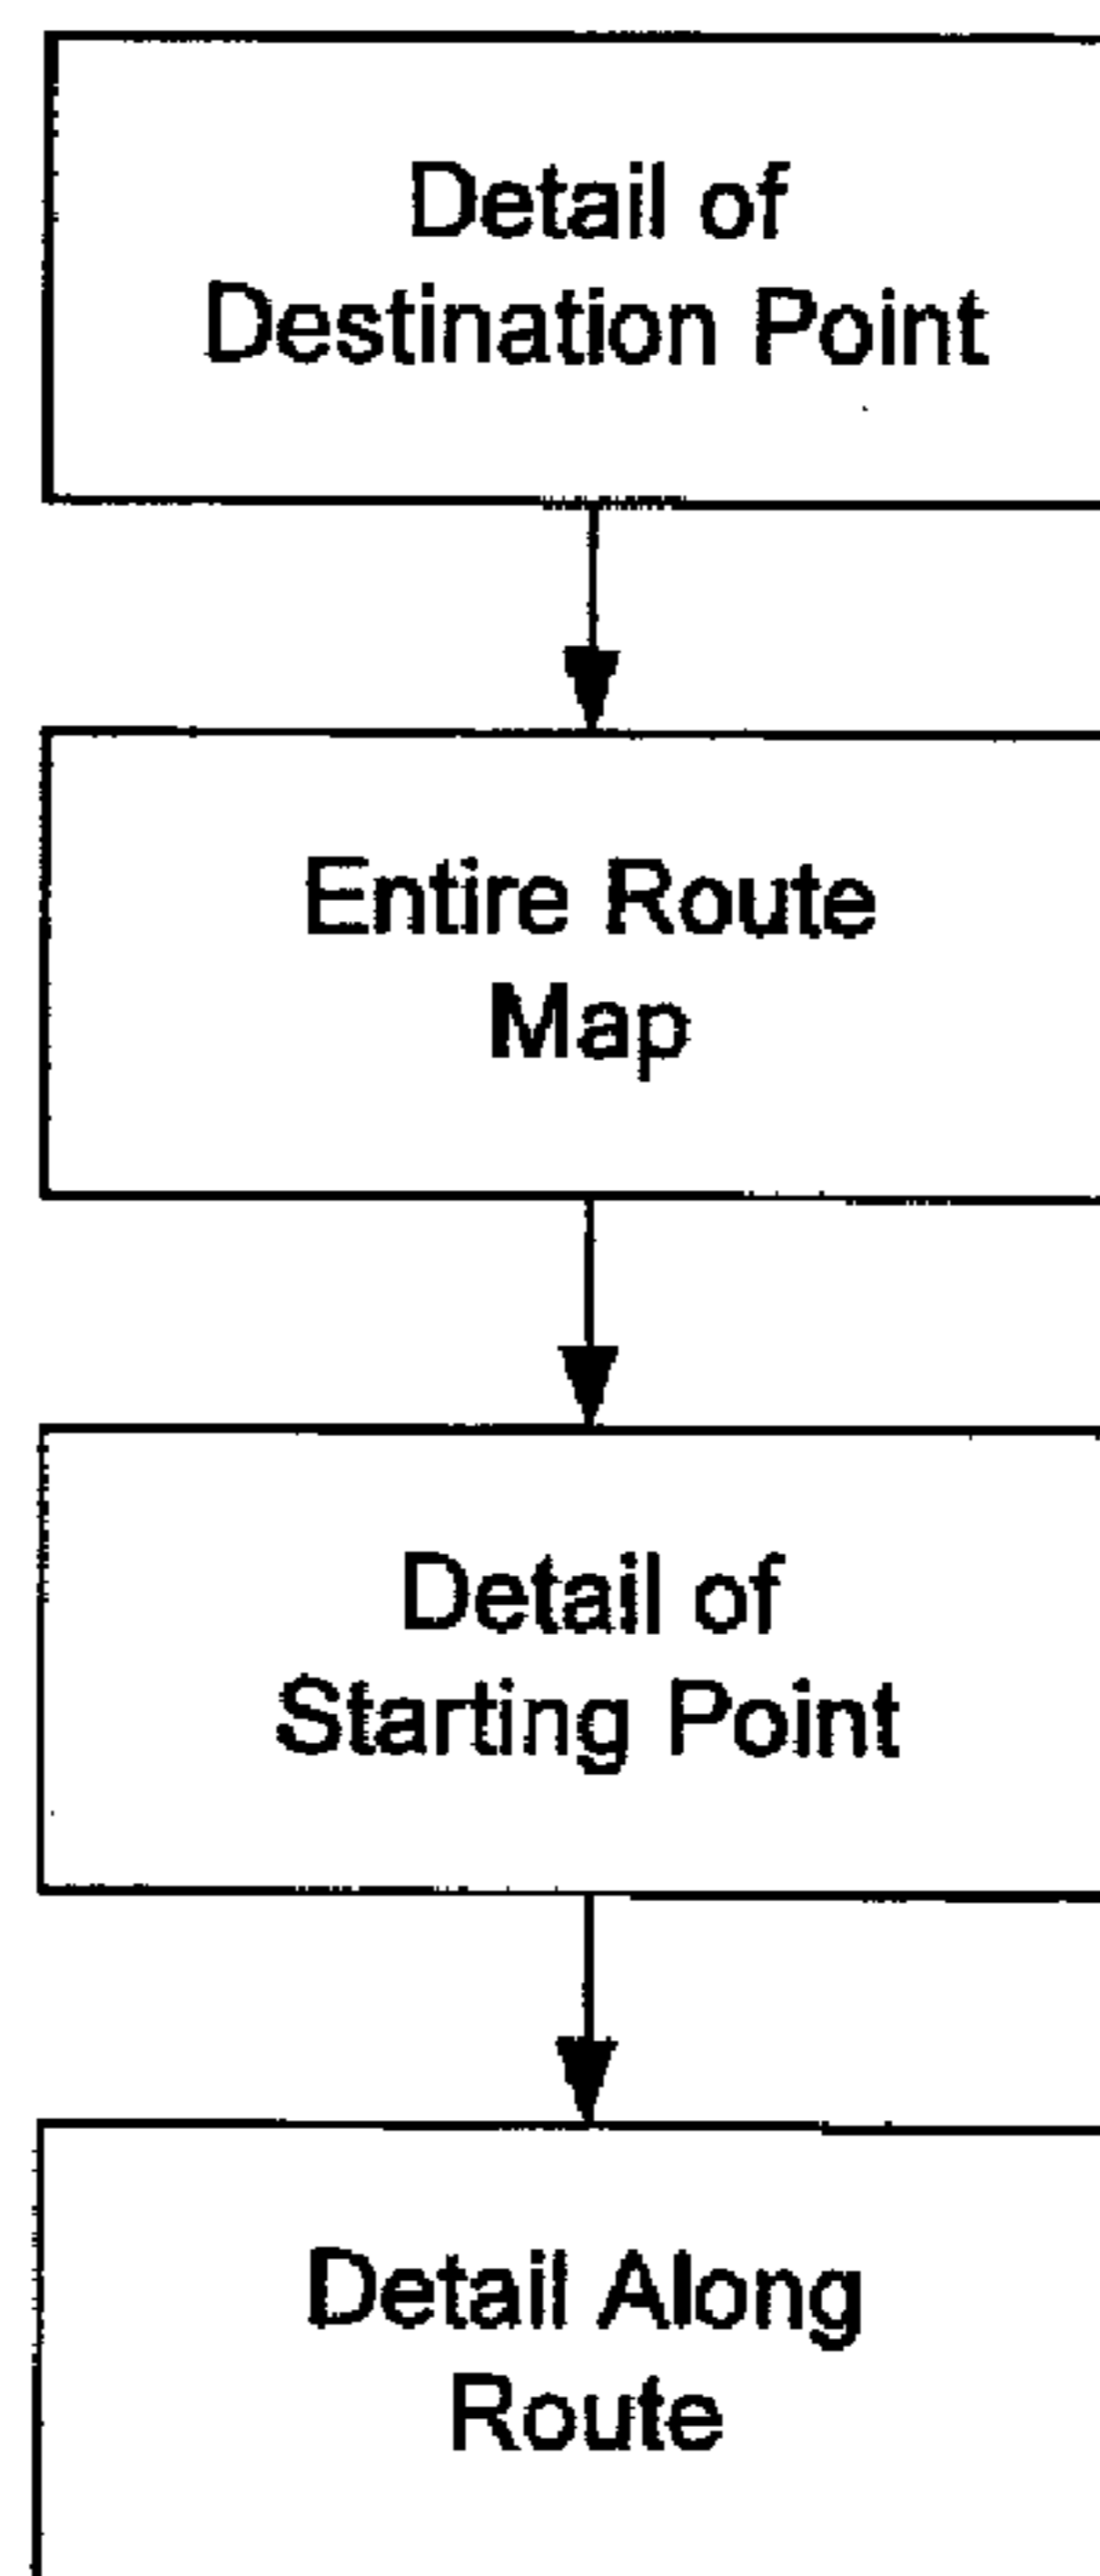 Detail of
Destination Point
Entire Route
Map
Detail of
Starting Point
Detail Along
Route